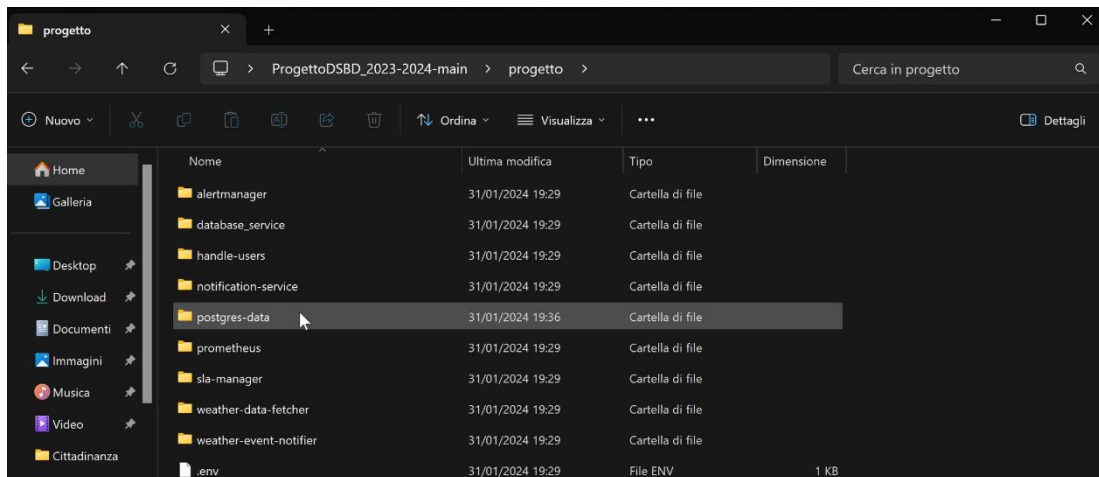 progetto
ProgettoDSBD_2023-2024-main > progetto >
Cerca in progetto
Nuovo
Ordina
Visualizza
Dettagli
Home
Galleria
Desktop
Download
Documenti
Immagini
Musica
Video
Cittadinanza
Nome Ultima modifica Tipo Dimensione
alertmanager 31/01/2024 19:29 Cartella di file
database_service 31/01/2024 19:29 Cartella di file
handle-users 31/01/2024 19:29 Cartella di file
notification-service 31/01/2024 19:29 Cartella di file
postgres-data 31/01/2024 19:36 Cartella di file
prometheus 31/01/2024 19:29 Cartella di file
sla-manager 31/01/2024 19:29 Cartella di file
weather-data-fetcher 31/01/2024 19:29 Cartella di file
weather-event-notifier 31/01/2024 19:29 Cartella di file
.env 31/01/2024 19:29 File ENV 1 KB